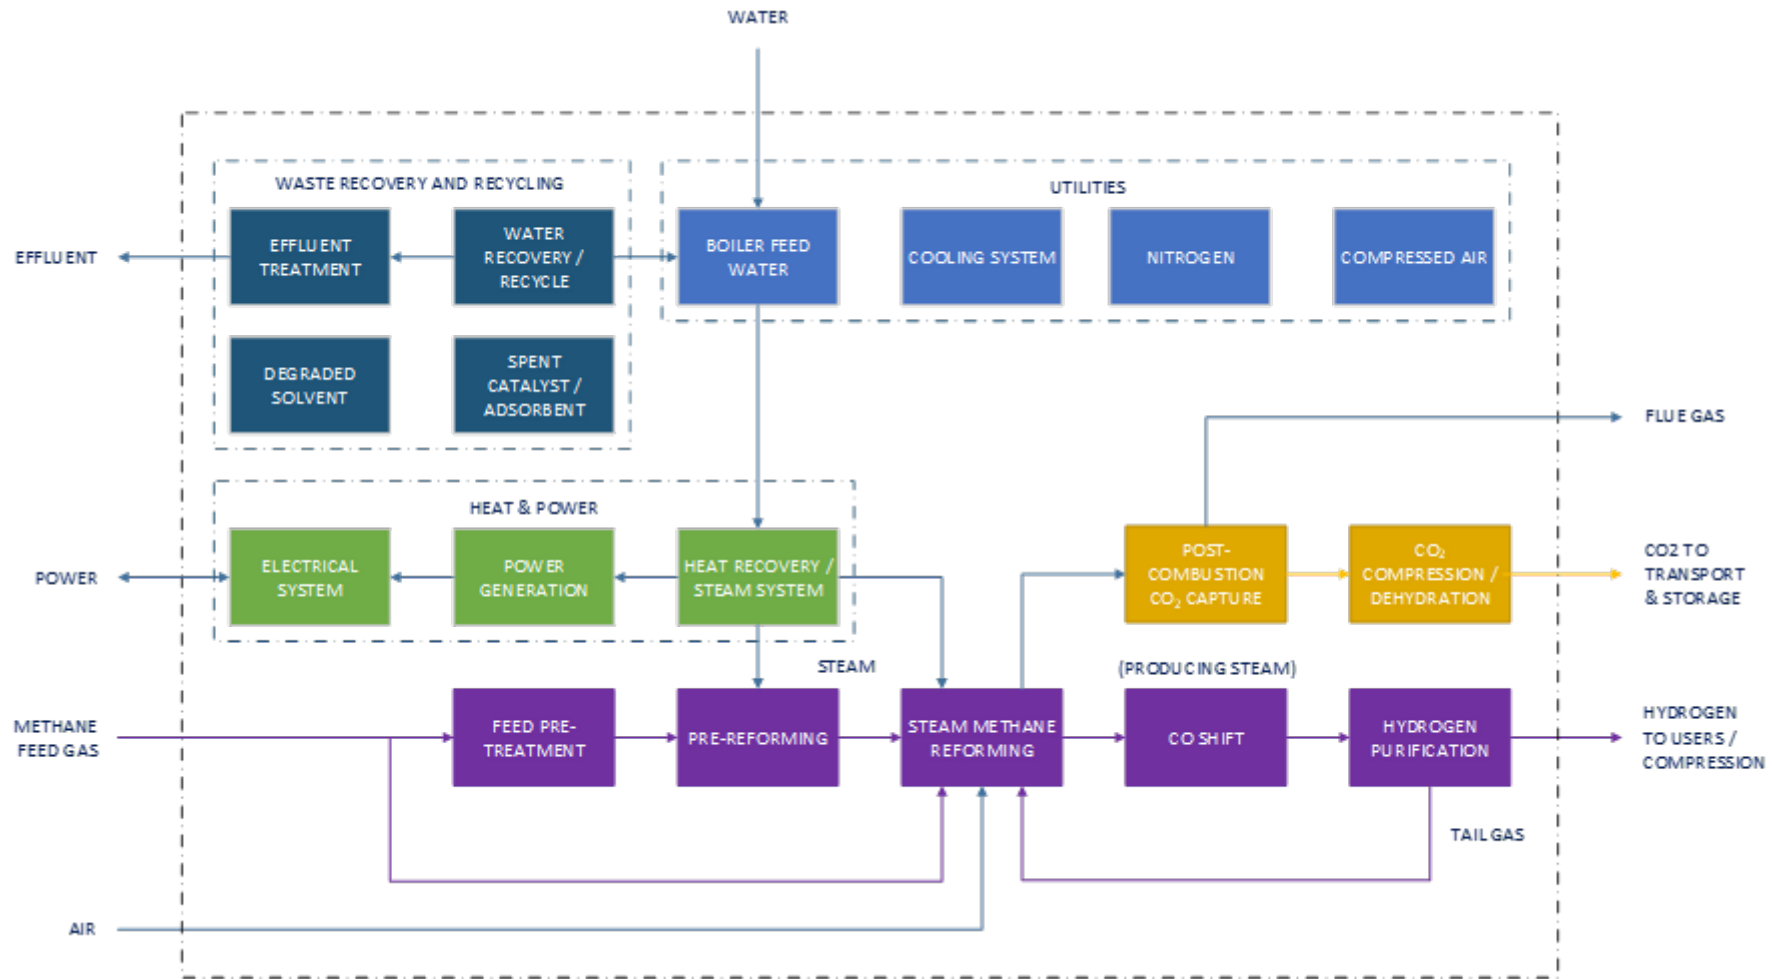 WATER
WASTE RECOVERY AND RECYCLING
UTILITIES
EFFLUENT
EFFLUENT
TREATMENT
WATER
RECOVERY /
RECYCLE
BOILER FEED
WATER
COOLING SYSTEM
NITROGEN
COMPRESSED AIR
DEGRADED
SOLVENT
SPENT
CATALYST /
ADSORBENT
FLUE GAS
HEAT & POWER
POWER
ELECTRICAL
SYSTEM
POWER
GENERATION
HEAT RECOVERY /
STEAM SYSTEM
POST-
COMBUSTION
CO₂ CAPTURE
CO₂
COMPRESSION /
DEHYDRATION
CO2 TO
TRANSPORT
& STORAGE
STEAM
(PRODUCING STEAM)
METHANE
FEED GAS
FEED PRE-
TREATMENT
PRE-REFORMING
STEAM METHANE
REFORMING
CO SHIFT
HYDROGEN
PURIFICATION
HYDROGEN
TO USERS /
COMPRESSION
TAIL GAS
AIR